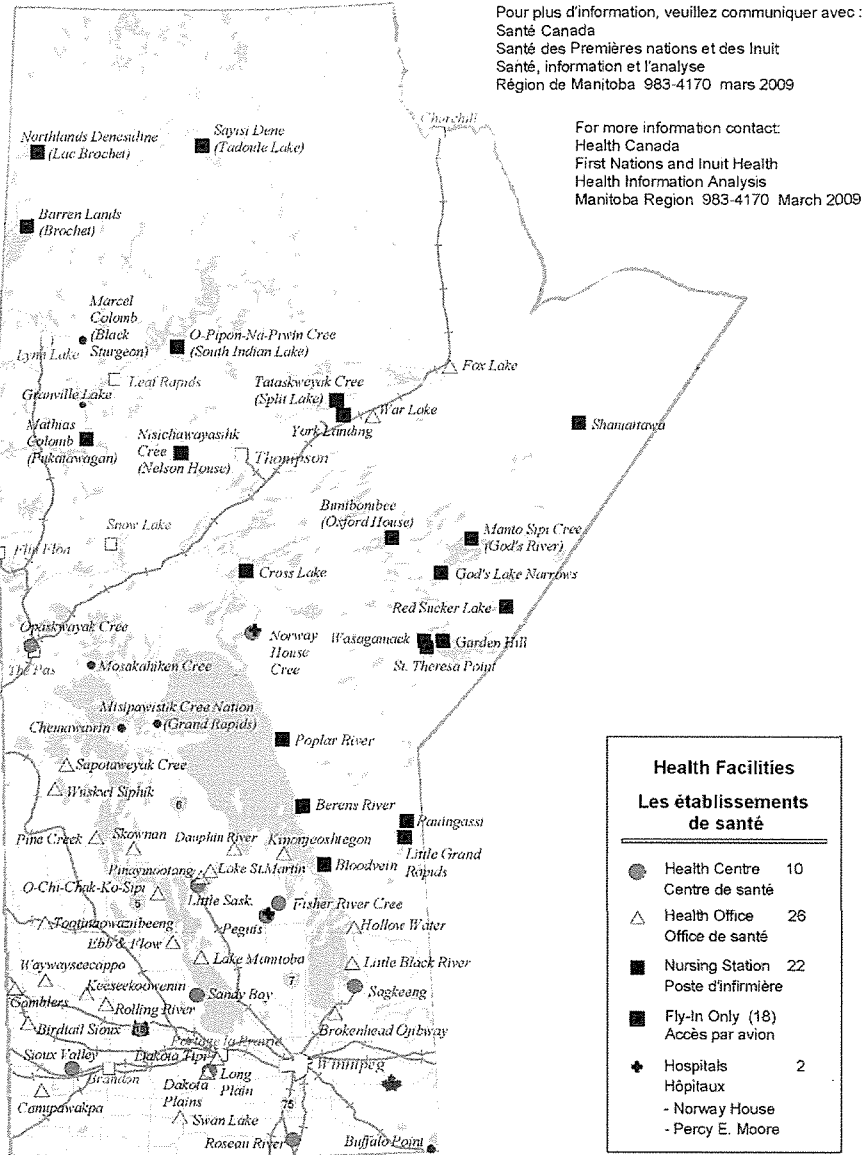 Pour plus d'information, veuillez communiquer avec :
Santé Canada
Santé des Premières nations et des Inuit
Santé, information et l'analyse
Région de Manitoba 983-4170 mars 2009
For more information contact:
Health Canada
First Nations and Inuit Health
Health Information Analysis
Manitoba Region 983-4170 March 2009
Churchill
Northlands Denesuline
(Lac Brochet)
Sayisi Dene
(Tadoule Lake)
Barren Lands
(Brochet)
Marcel
Colomb
(Black
Sturgeon)
Lynn Lake
O-Pipon-Na-Piwin Cree
(South Indian Lake)
Leaf Rapids
Fox Lake
Granville Lake
Tataskweyak Cree
(Split Lake)
War Lake
York Landing
Shamattawa
Mathias
Colomb
(Pukatawagan)
Nisichawayasihk
Cree
(Nelson House)
Thompson
Snow Lake
Flin Flon
Bunibonibee
(Oxford House)
Manto Sipi Cree
(God's River)
Cross Lake
God's Lake Narrows
Red Sucker Lake
Opaskwayak Cree
The Pas
Norway
House
Cree
Wasagamack
Garden Hill
St. Theresa Point
Mosakahiken Cree
Misipawistik Cree Nation
(Grand Rapids)
Chemawawin
Poplar River
Sapotaweyak Cree
Wuskwi Siphik
6
Berens River
Pauingassi
Little Grand
Rapids
Pine Creek
Skownan
Dauphin River
Kinonjeoshtegon
Bloodvein
Pinaymootang
Lake St.Martin
O-Chi-Chak-Ko-Sipi
5
Little Sask.
Fisher River Cree
Peguis
Tootinaowaziibeeng
Ebb & Flow
Hollow Water
Lake Manitoba
Little Black River
Waywayseecappo
7
Gamblers
Keeseekoowenin
Rolling River
Sandy Bay
Sagkeeng
Birdtail Sioux
Brokenhead Ojibway
Portage la Prairie
Sioux Valley
Brandon
Dakota Tipi
Winnipeg
Long
Plain
Dakota
Plains
Canupawakpa
Swan Lake
75
Roseau River
Buffalo Point
Health Facilities
Les établissements
de santé
Health Centre 10
Centre de santé
Health Office 26
Office de santé
Nursing Station 22
Poste d'infirmière
Fly-In Only (18)
Accès par avion
Hospitals 2
Hôpitaux
- Norway House
- Percy E. Moore